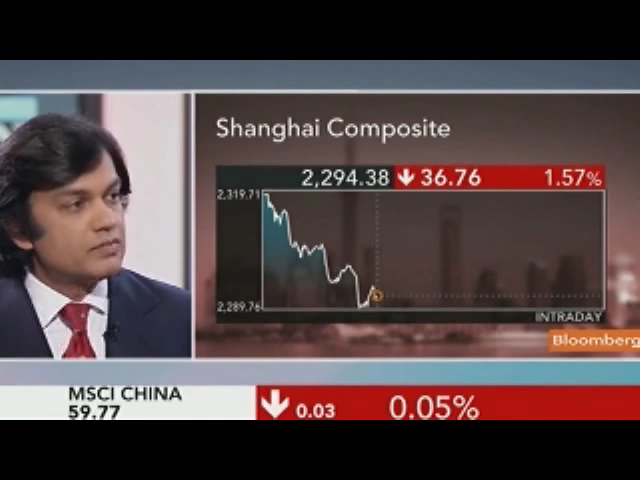 Shanghai Composite
2,294.38 36.76 1.57%
2,319.71
2,289.76
INTRADAY
Bloomberg
MSCI CHINA
59.77 0.03 0.05%